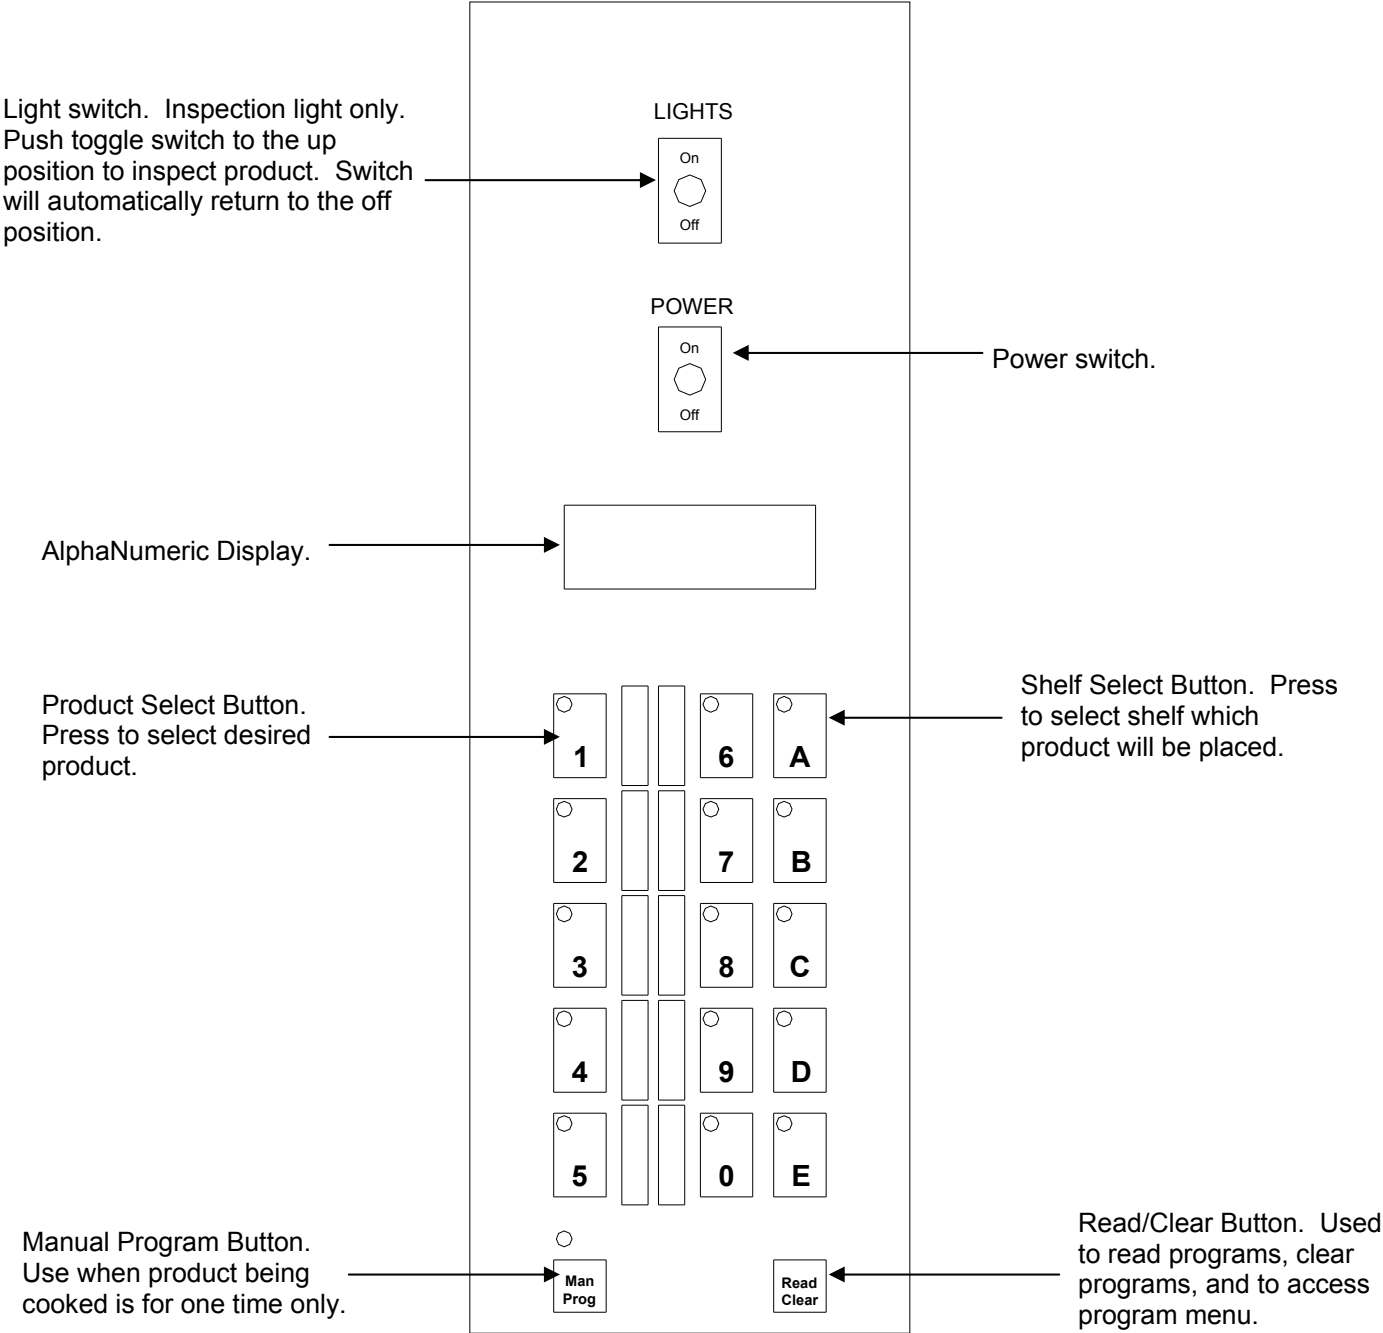 Light switch.  Inspection light only.
Push toggle switch to the up
position to inspect product.  Switch
will automatically return to the off
position.
LIGHTS
On
Off
POWER
On
Off
Power switch.
AlphaNumeric Display.
Product Select Button.
Press to select desired
product.
Shelf Select Button.  Press
to select shelf which
product will be placed.
1 6 A
2 7 B
3 8 C
4 9 D
5 0 E
Manual Program Button.
Use when product being
cooked is for one time only.
Man
Prog
Read
Clear
Read/Clear Button.  Used
to read programs, clear
programs, and to access
program menu.